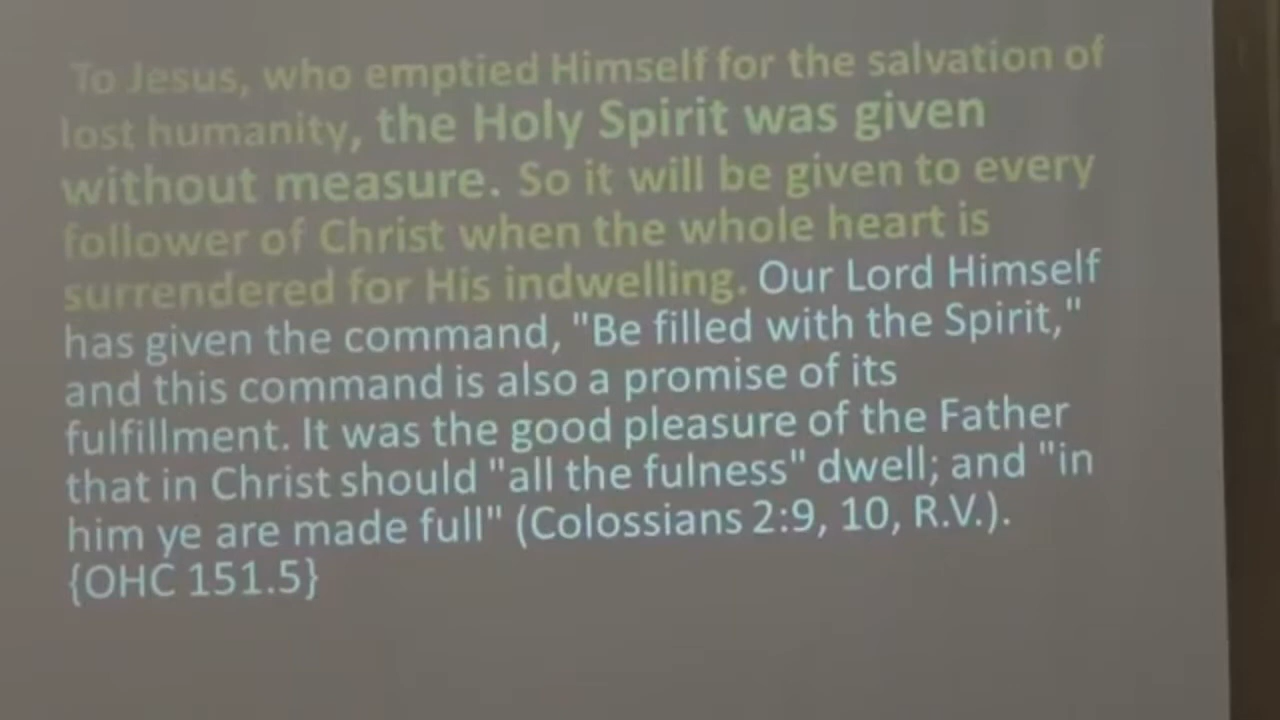 To Jesus, who emptied Himself for the salvation of
lost humanity, the Holy Spirit was given
without measure. So it will be given to every
follower of Christ when the whole heart is
surrendered for His indwelling. Our Lord Himself
has given the command, "Be filled with the Spirit,"
and this command is also a promise of its
fulfillment. It was the good pleasure of the Father
that in Christ should "all the fulness" dwell; and "in
him ye are made full" (Colossians 2:9, 10, R.V.).
{OHC 151.5}